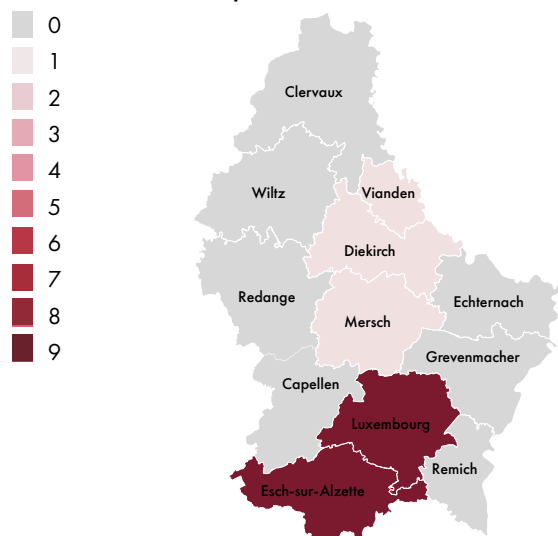 0
1
2
3
4
5
6
7
8
9
Clervaux
Wiltz
Vianden
Diekirch
Redange
Echternach
Mersch
Grevenmacher
Capellen
Luxembourg
Remich
Esch-sur-Alzette